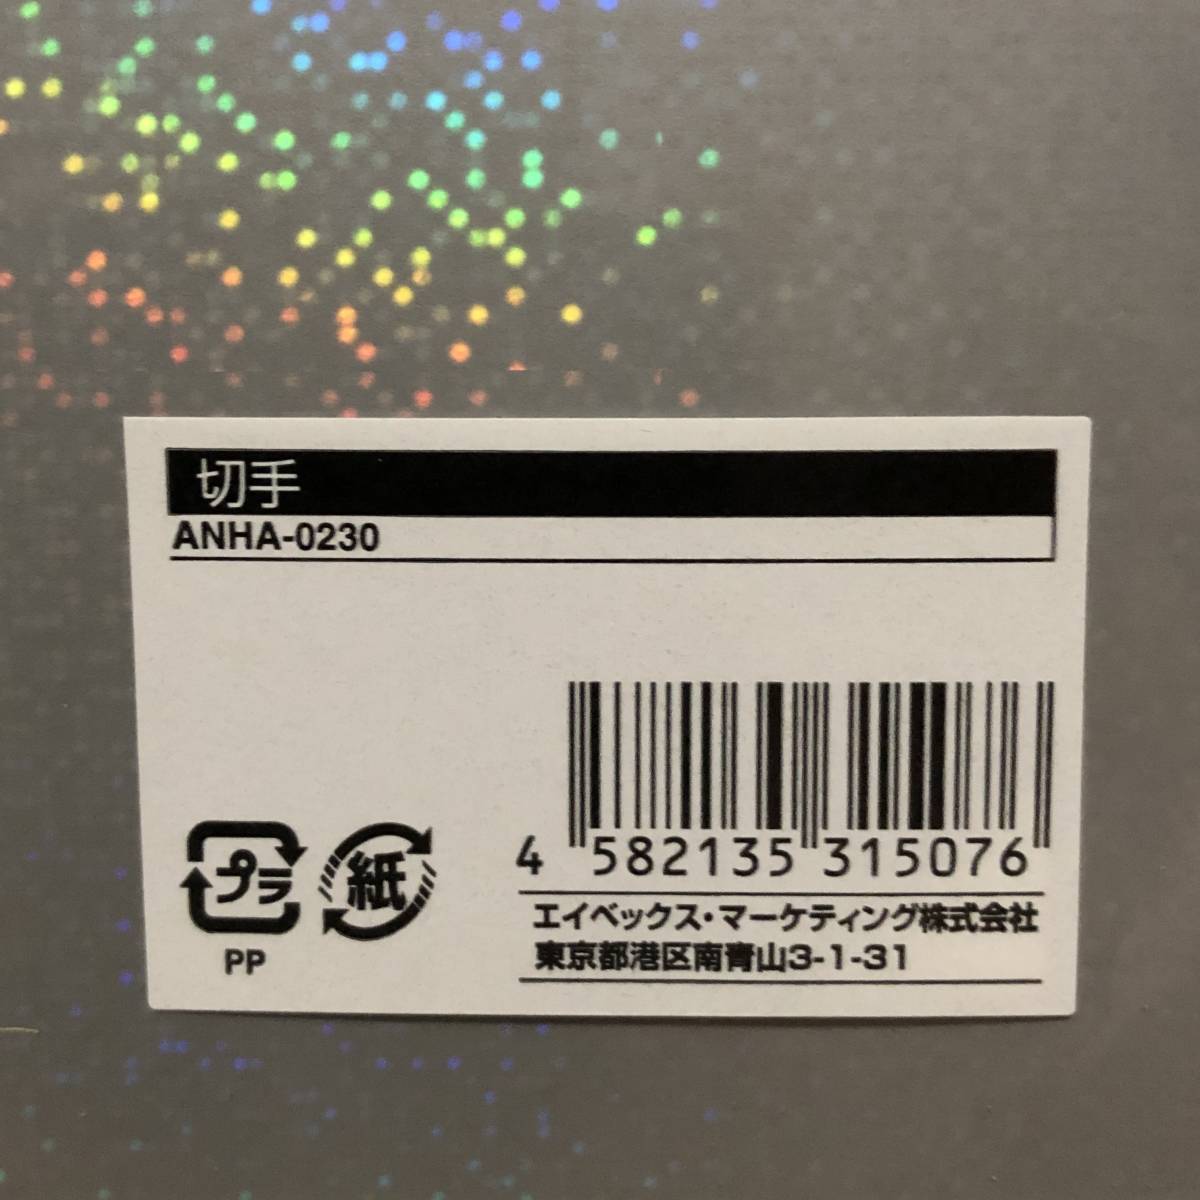 切手
ANHA-0230
4 582135 315076
プラ
PP
紙
エイベックス・マーケティング株式会社
東京都港区南青山3-1-31